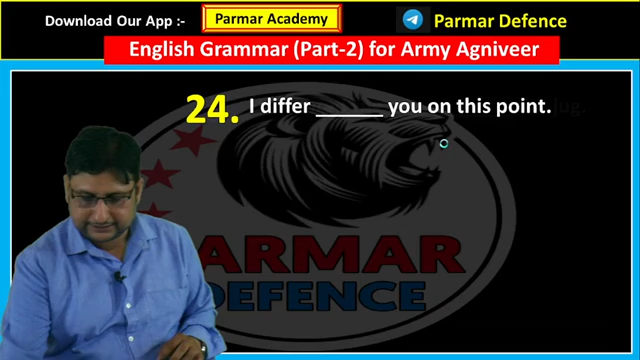 Download Our App :- Parmar Academy Parmar Defence
English Grammar (Part-2) for Army Agniveer
24. I differ ______ you on this point. jug.
PARMAR
DEFENCE